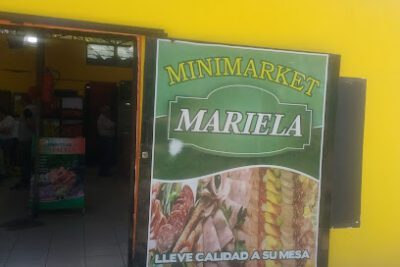 MINIMARKET
MARIELA
LLEVE CALIDAD A SU MESA